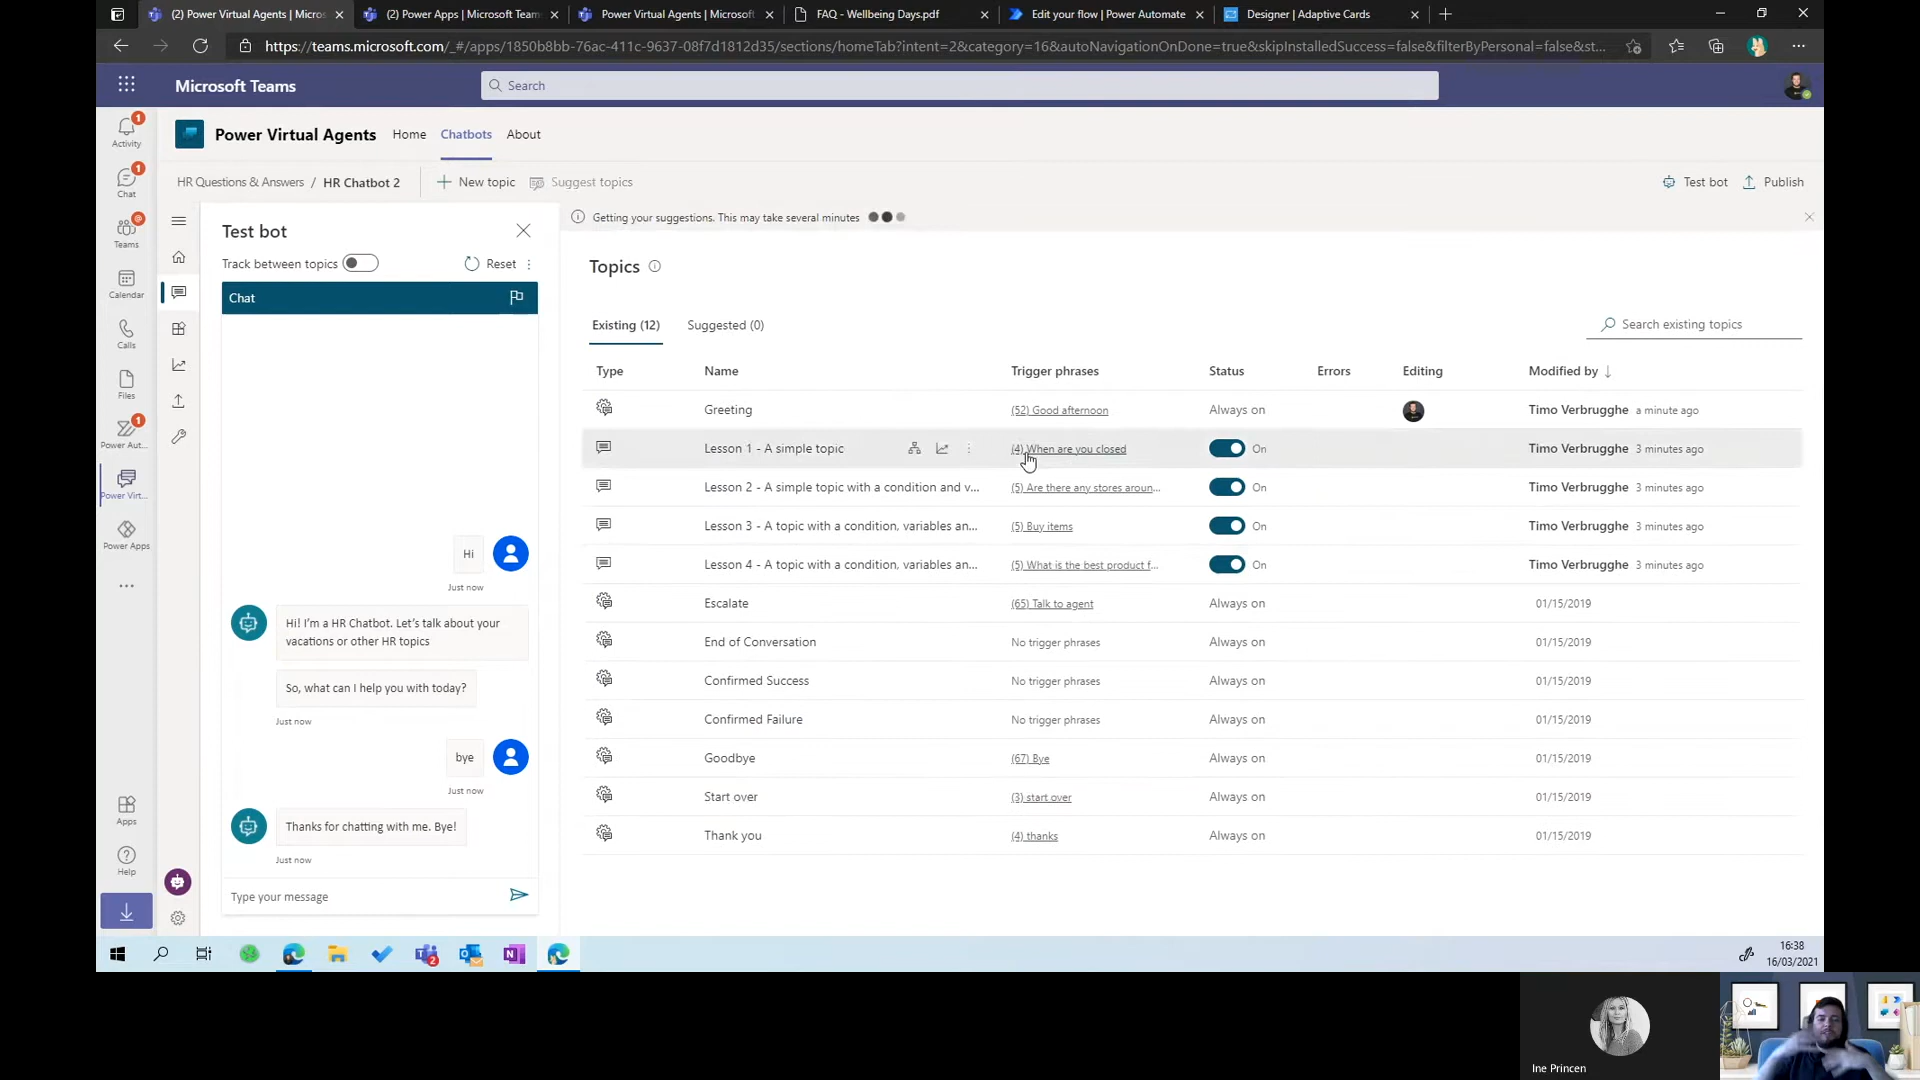 (2) Power Virtual Agents | Micros
(2) Power Apps | Microsoft Team
Power Virtual Agents | Microsoft
FAQ - Wellbeing Days.pdf
Edit your flow | Power Automate
Designer | Adaptive Cards
https://teams.microsoft.com/_#/apps/1850b8bb-76ac-411c-9637-08f7d1812d35/sections/homeTab?intent=2&category=16&autoNavigationOnDone=true&skipInstalledSuccess=false&filterByPersonal=false&st...
Microsoft Teams
Search
1
Activity
1
Chat
@
Teams
Calendar
Calls
Files
1
Power Aut...
Power Virt...
Power Apps
Apps
Help
Power Virtual Agents
Home
Chatbots
About
HR Questions & Answers / HR Chatbot 2
New topic
Suggest topics
Test bot
Publish
Test bot
Track between topics
Reset
Chat
Hi
Just now
Hi! I'm a HR Chatbot. Let's talk about your
vacations or other HR topics
So, what can I help you with today?
Just now
bye
Just now
Thanks for chatting with me. Bye!
Just now
Type your message
Getting your suggestions. This may take several minutes
Topics
Existing (12)
Suggested (0)
Search existing topics
Type Name Trigger phrases Status Errors Editing Modified by
Greeting (52) Good afternoon Always on Timo Verbrugghe a minute ago
Lesson 1 - A simple topic (4) When are you closed On Timo Verbrugghe 3 minutes ago
Lesson 2 - A simple topic with a condition and v... (5) Are there any stores aroun... On Timo Verbrugghe 3 minutes ago
Lesson 3 - A topic with a condition, variables an... (5) Buy items On Timo Verbrugghe 3 minutes ago
Lesson 4 - A topic with a condition, variables an... (5) What is the best product f... On Timo Verbrugghe 3 minutes ago
Escalate (65) Talk to agent Always on 01/15/2019
End of Conversation No trigger phrases Always on 01/15/2019
Confirmed Success No trigger phrases Always on 01/15/2019
Confirmed Failure No trigger phrases Always on 01/15/2019
Goodbye (67) Bye Always on 01/15/2019
Start over (3) start over Always on 01/15/2019
Thank you (4) thanks Always on 01/15/2019
2
N
16:38
16/03/2021
Ine Princen